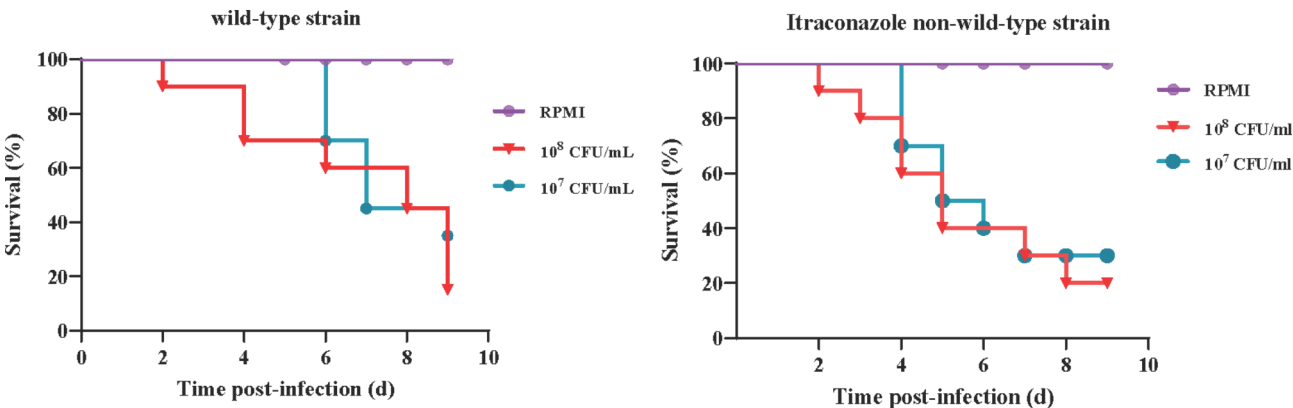 wild-type strain
100
80
60
40
20
0
0
2
4
6
8
10
Survival (%)
Time post-infection (d)
RPMI
10⁸ CFU/mL
10⁷ CFU/mL
Itraconazole non-wild-type strain
100
80
60
40
20
0
2
4
6
8
10
Survival (%)
Time post-infection (d)
RPMI
10⁸ CFU/ml
10⁷ CFU/ml